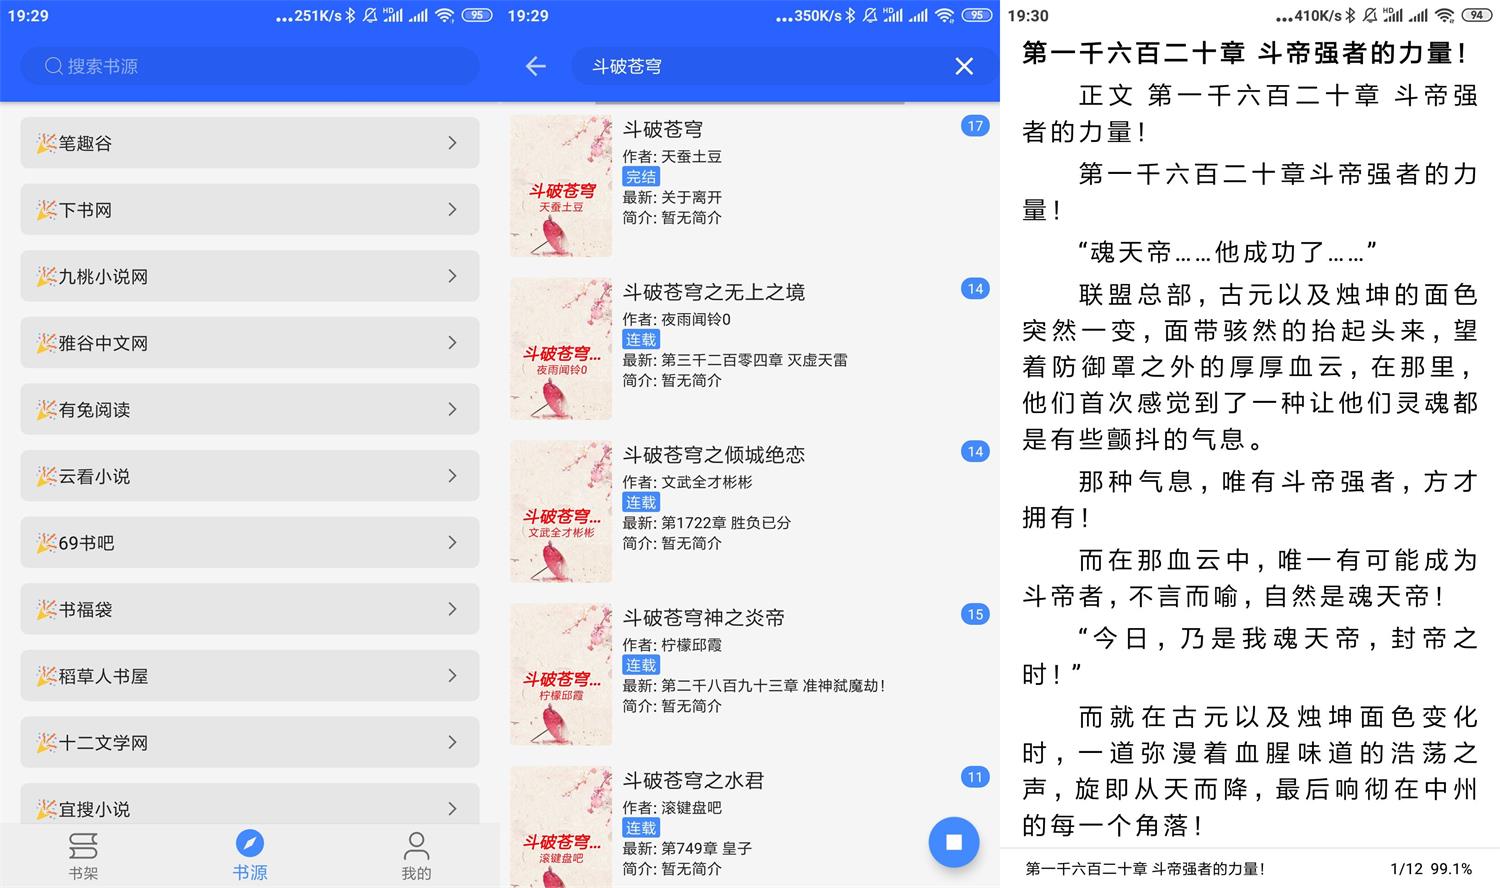 19:29
...251K/s
HD
95
搜索书源
笔趣谷
下书网
九桃小说网
雅谷中文网
有兔阅读
云看小说
69书吧
书福袋
稻草人书屋
十二文学网
宜搜小说
书架
书源
我的
19:29
...350K/s
HD
95
斗破苍穹
斗破苍穹
天蚕土豆
斗破苍穹
17
作者: 天蚕土豆
完结
最新: 关于离开
简介: 暂无简介
斗破苍穹...
夜雨闻铃0
斗破苍穹之无上之境
14
作者: 夜雨闻铃0
连载
最新: 第三千二百零四章 灭虚天雷
简介: 暂无简介
斗破苍穹...
文武全才彬彬
斗破苍穹之倾城绝恋
14
作者: 文武全才彬彬
连载
最新: 第1722章 胜负已分
简介: 暂无简介
斗破苍穹...
柠檬邱霞
斗破苍穹神之炎帝
15
作者: 柠檬邱霞
连载
最新: 第二千八百九十三章 准神弑魔劫！
简介: 暂无简介
斗破苍穹...
滚键盘吧
斗破苍穹之水君
11
作者: 滚键盘吧
连载
最新: 第749章 皇子
简介: 暂无简介
19:30
...410K/s
HD
94
第一千六百二十章 斗帝强者的力量！
正文 第一千六百二十章 斗帝强
者的力量！
第一千六百二十章斗帝强者的力
量！
“魂天帝……他成功了……”
联盟总部，古元以及烛坤的面色
突然一变，面带骇然的抬起头来，望
着防御罩之外的厚厚血云，在那里，
他们首次感觉到了一种让他们灵魂都
是有些颤抖的气息。
那种气息，唯有斗帝强者，方才
拥有！
而在那血云中，唯一有可能成为
斗帝者，不言而喻，自然是魂天帝！
“今日，乃是我魂天帝，封帝之
时！”
而就在古元以及烛坤面色变化
时，一道弥漫着血腥味道的浩荡之
声，旋即从天而降，最后响彻在中州
的每一个角落！
第一千六百二十章 斗帝强者的力量！
1/12 99.1%